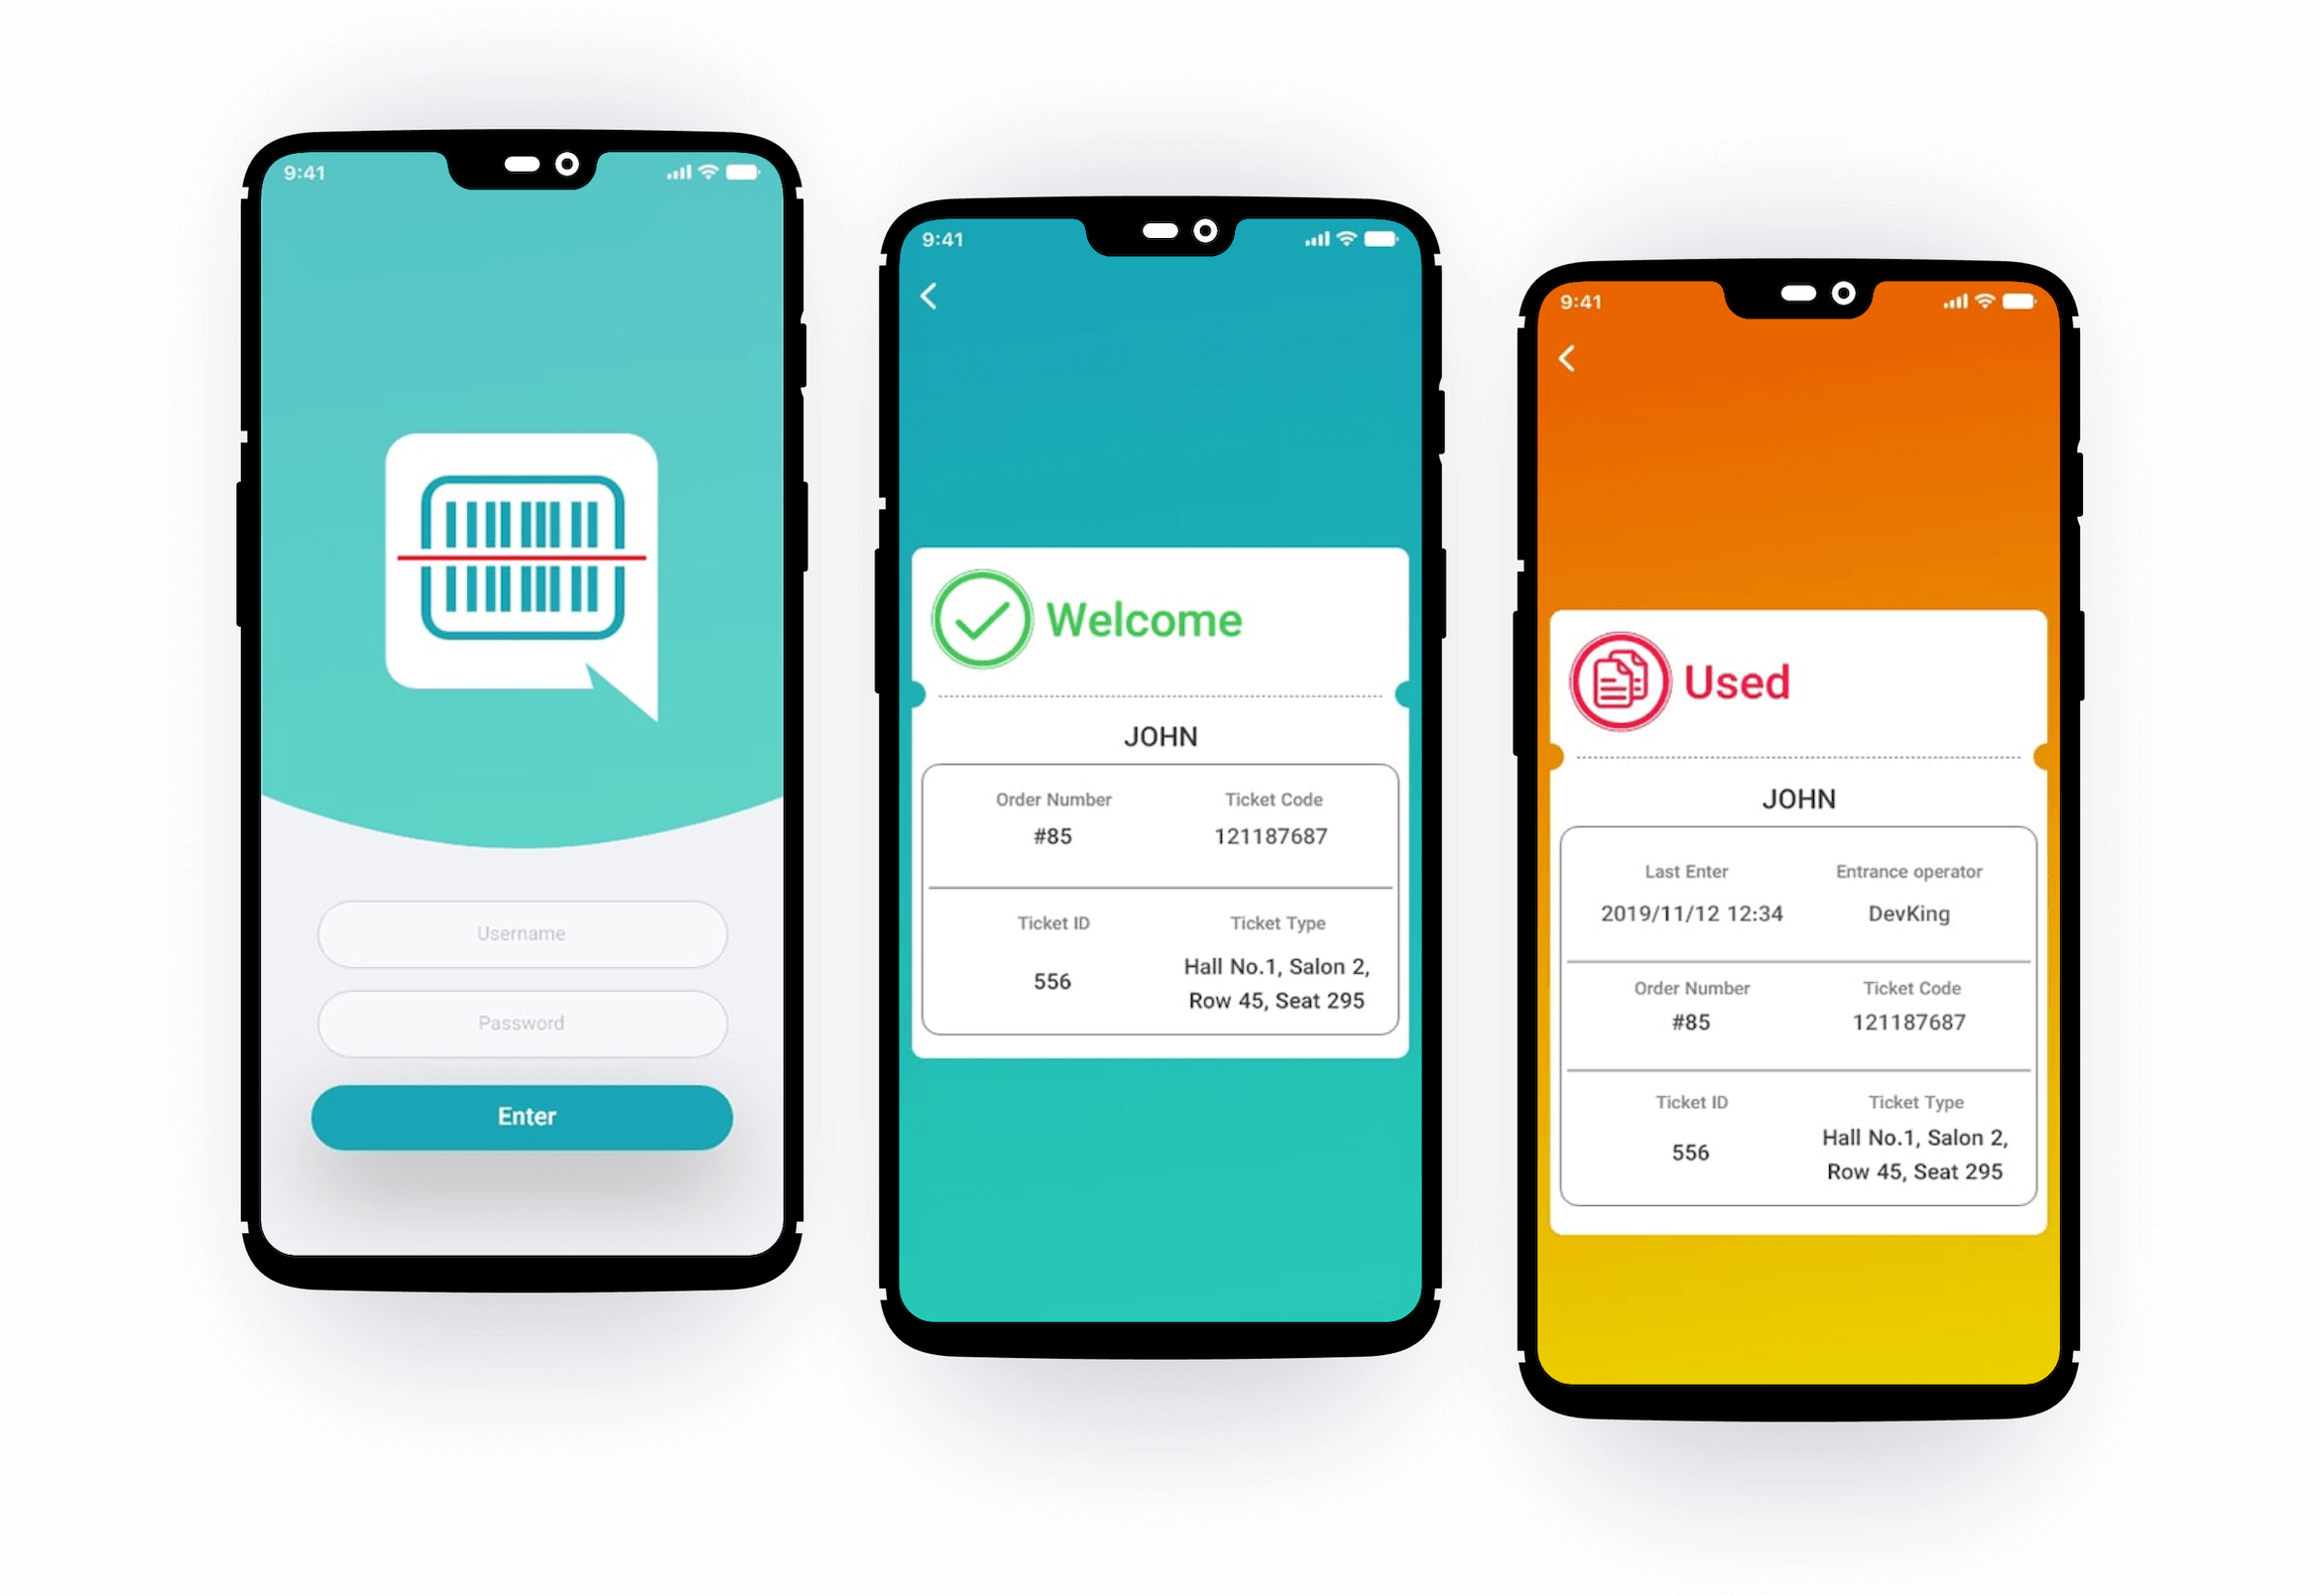 9:41
Username
Password
Enter
9:41
Welcome
JOHN
Order Number
Ticket Code
#85
121187687
Ticket ID
Ticket Type
556
Hall No.1, Salon 2,
Row 45, Seat 295
9:41
Used
JOHN
Last Enter
Entrance operator
2019/11/12 12:34
DevKing
Order Number
Ticket Code
#85
121187687
Ticket ID
Ticket Type
556
Hall No.1, Salon 2,
Row 45, Seat 295